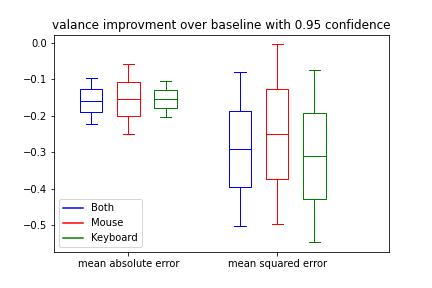 valance improvment over baseline with 0.95 confidence
0.0
−0.1
−0.2
−0.3
−0.4
−0.5
Both
Mouse
Keyboard
mean absolute error
mean squared error